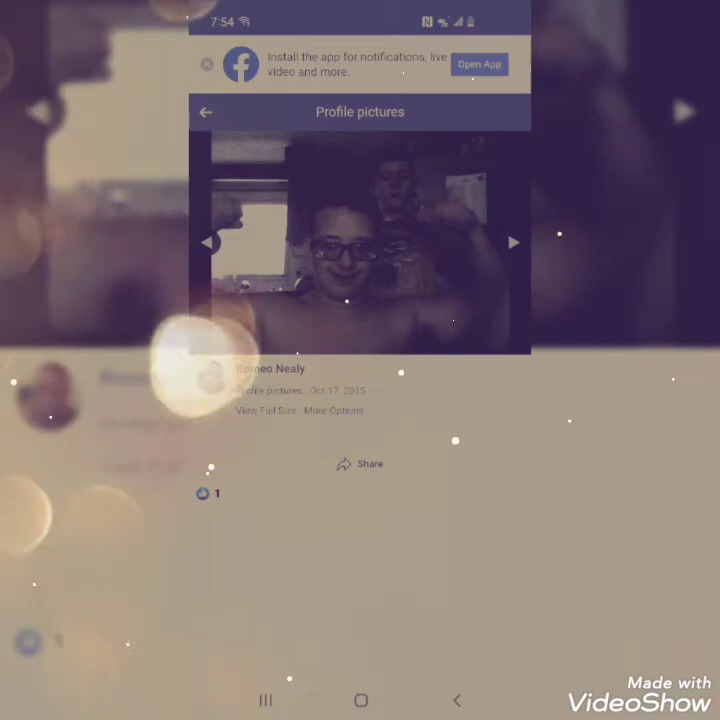 7:54
Install the app for notifications, live
video and more.
Open App
Profile pictures
Romeo Nealy
Profile pictures · Oct 17, 2015 ·
View Full Size · More Options
Share
1
Made with
VideoShow